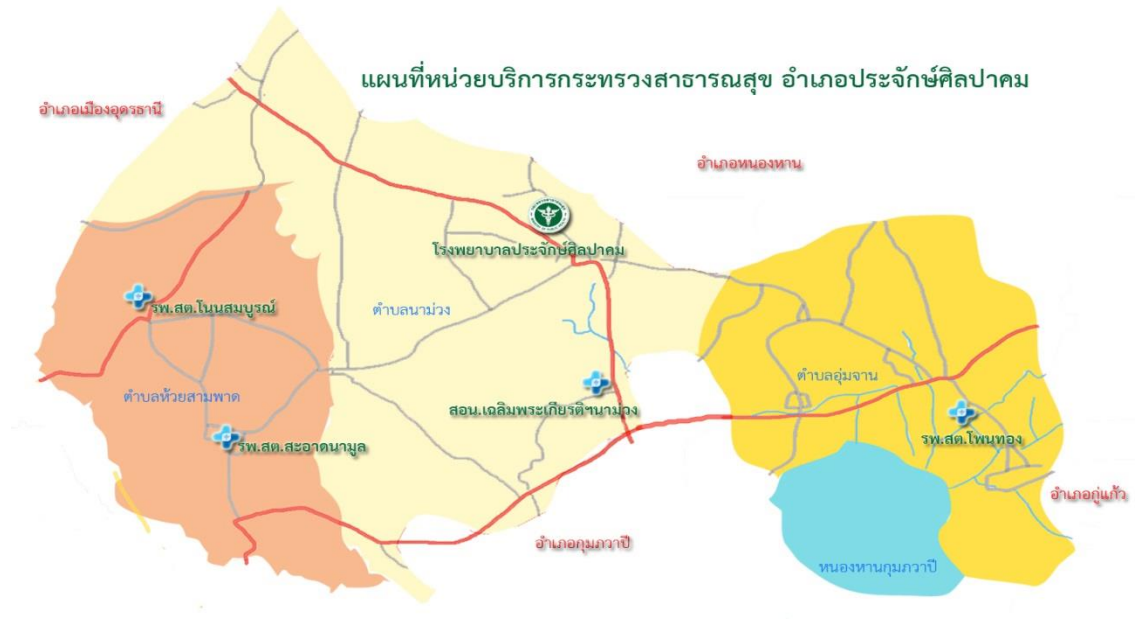 แผนที่หน่วยบริการกระทรวงสาธารณสุข อำเภอประจักษ์ศิลปาคม
อำเภอเมืองอุดรธานี
อำเภอหนองหาน
โรงพยาบาลประจักษ์ศิลปาคม
รพ.สต.โนนสมบูรณ์
ตำบลนาม่วง
ตำบลอุ่มจาน
ตำบลห้วยสามพาด
สอน.เฉลิมพระเกียรติฯนาม่วง
รพ.สต.โพนทอง
รพ.สต.สะอาดนามูล
อำเภอกู่แก้ว
อำเภอกุมภวาปี
หนองหานกุมภวาปี